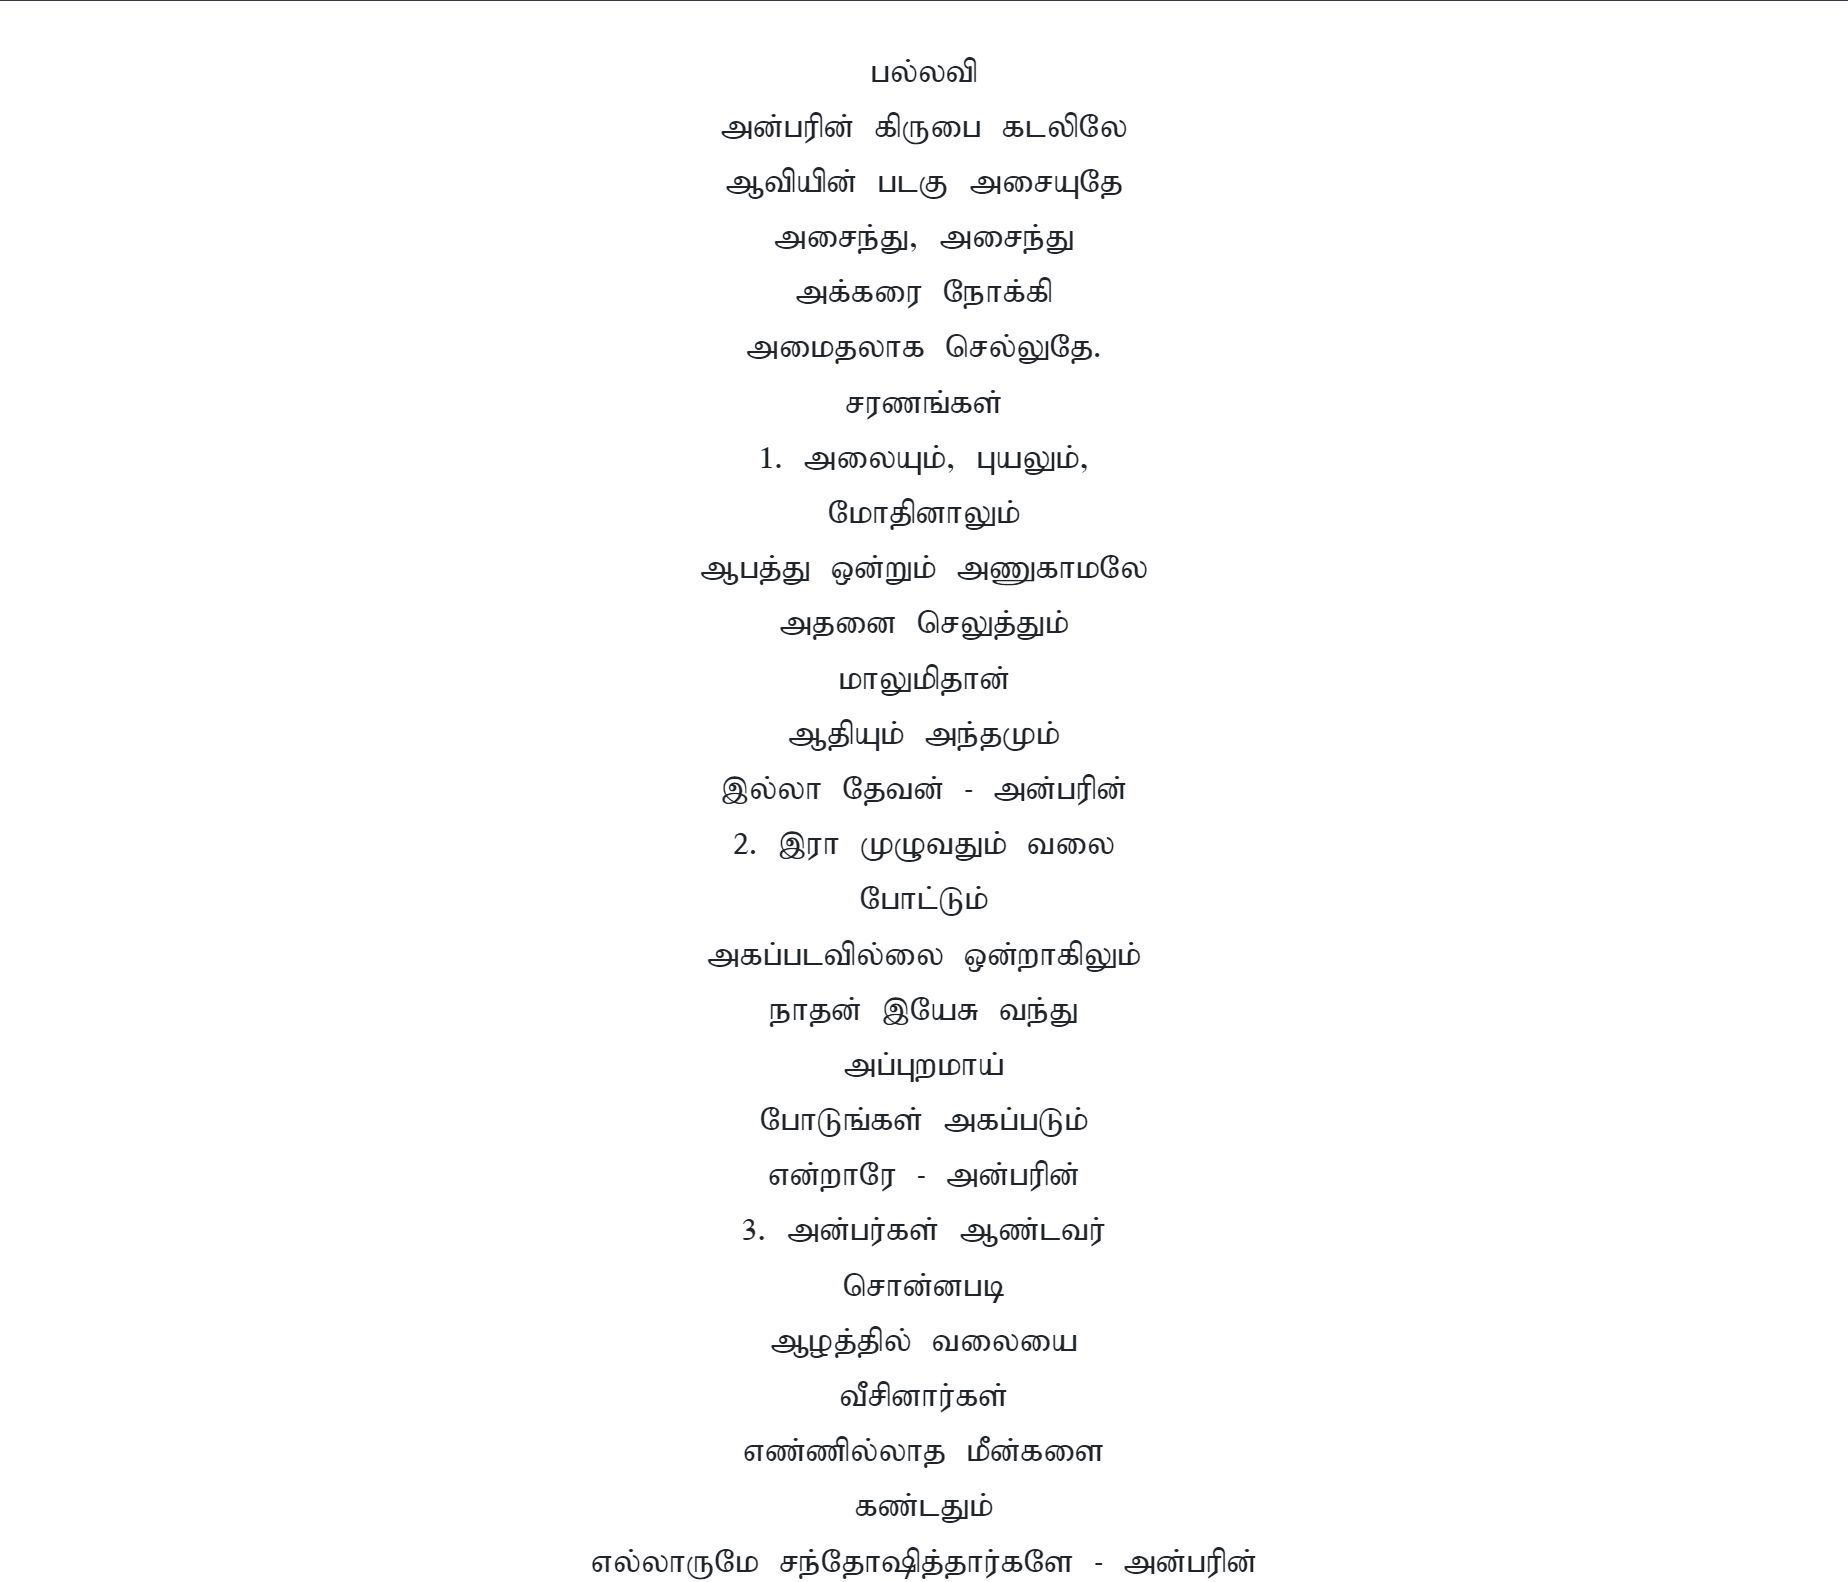 பல்லவி
அன்பரின் கிருபை கடலிலே
ஆவியின் படகு அசையுதே
அசைந்து, அசைந்து
அக்கரை நோக்கி
அமைதலாக செல்லுதே.
சரணங்கள்
1. அலையும், புயலும்,
மோதினாலும்
ஆபத்து ஒன்றும் அணுகாமலே
அதனை செலுத்தும்
மாலுமிதான்
ஆதியும் அந்தமும்
இல்லா தேவன் - அன்பரின்
2. இரா முழுவதும் வலை
போட்டும்
அகப்படவில்லை ஒன்றாகிலும்
நாதன் இயேசு வந்து
அப்புறமாய்
போடுங்கள் அகப்படும்
என்றாரே - அன்பரின்
3. அன்பர்கள் ஆண்டவர்
சொன்னபடி
ஆழத்தில் வலையை
வீசினார்கள்
எண்ணில்லாத மீன்களை
கண்டதும்
எல்லாருமே சந்தோஷித்தார்களே - அன்பரின்